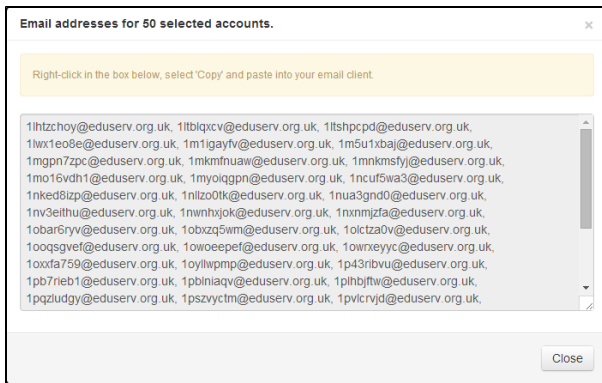 Email addresses for 50 selected accounts.
×
Right-click in the box below, select 'Copy' and paste into your email client.
1lhtzchoy@eduserv.org.uk, 1ltblqxcv@eduserv.org.uk, 1ltshpcpd@eduserv.org.uk,
1lwx1eo8e@eduserv.org.uk, 1m1igayfv@eduserv.org.uk, 1m5u1xbaj@eduserv.org.uk,
1mgpn7zpc@eduserv.org.uk, 1mkmfnuaw@eduserv.org.uk, 1mnkmsfyj@eduserv.org.uk,
1mo16vdh1@eduserv.org.uk, 1myoiqgpn@eduserv.org.uk, 1ncuf5wa3@eduserv.org.uk,
1nked8izp@eduserv.org.uk, 1nllzo0tk@eduserv.org.uk, 1nua3gnd0@eduserv.org.uk,
1nv3eithu@eduserv.org.uk, 1nwnhxjok@eduserv.org.uk, 1nxnmjzfa@eduserv.org.uk,
1obar6ryv@eduserv.org.uk, 1obxzq5wm@eduserv.org.uk, 1olctza0v@eduserv.org.uk,
1ooqsgvef@eduserv.org.uk, 1owoeepef@eduserv.org.uk, 1owrxeyyc@eduserv.org.uk,
1oxxfa759@eduserv.org.uk, 1oyllwpmp@eduserv.org.uk, 1p43ribvu@eduserv.org.uk,
1pb7rieb1@eduserv.org.uk, 1pblniaqv@eduserv.org.uk, 1plhbjftw@eduserv.org.uk,
1pqzludgy@eduserv.org.uk, 1pszvyctm@eduserv.org.uk, 1pvlcrvjd@eduserv.org.uk,
Close